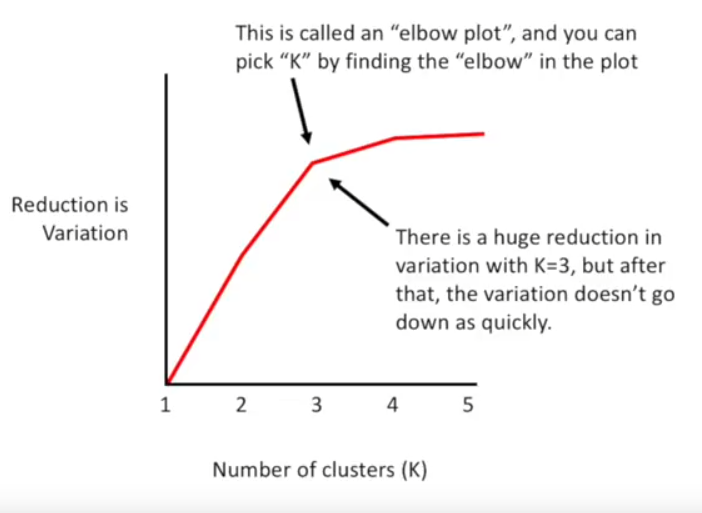 This is called an “elbow plot”, and you can
pick “K” by finding the “elbow” in the plot
Reduction is
Variation
There is a huge reduction in
variation with K=3, but after
that, the variation doesn’t go
down as quickly.
1 2 3 4 5
Number of clusters (K)